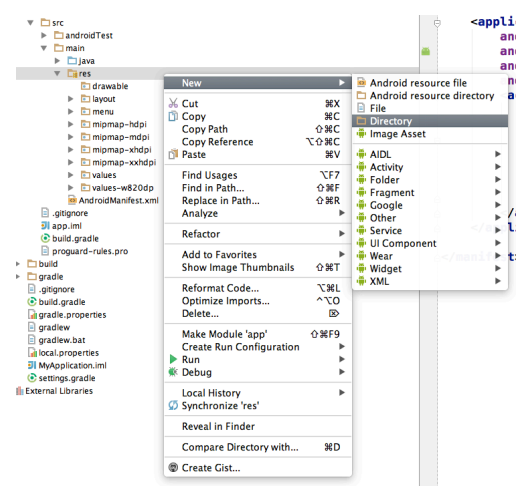 src
androidTest
main
java
res
drawable
layout
menu
mipmap-hdpi
mipmap-mdpi
mipmap-xhdpi
mipmap-xxhdpi
values
values-w820dp
AndroidManifest.xml
.gitignore
app.iml
build.gradle
proguard-rules.pro
build
gradle
.gitignore
build.gradle
gradle.properties
gradlew
gradlew.bat
local.properties
MyApplication.iml
settings.gradle
External Libraries
New
Cut ⌘X
Copy ⌘C
Copy Path ⇧⌘C
Copy Reference ⌥⇧⌘C
Paste ⌘V
Find Usages ⌥F7
Find in Path... ⇧⌘F
Replace in Path... ⇧⌘R
Analyze
Refactor
Add to Favorites
Show Image Thumbnails ⇧⌘T
Reformat Code... ⌥⌘L
Optimize Imports... ^⌥O
Delete... ⌦
Make Module 'app' ⇧⌘F9
Create Run Configuration
Run
Debug
Local History
Synchronize 'res'
Reveal in Finder
Compare Directory with... ⌘D
Create Gist...
Android resource file
Android resource directory
File
Directory
Image Asset
AIDL
Activity
Folder
Fragment
Google
Other
Service
UI Component
Wear
Widget
XML
<applic
an
an
an
an
</manifest>